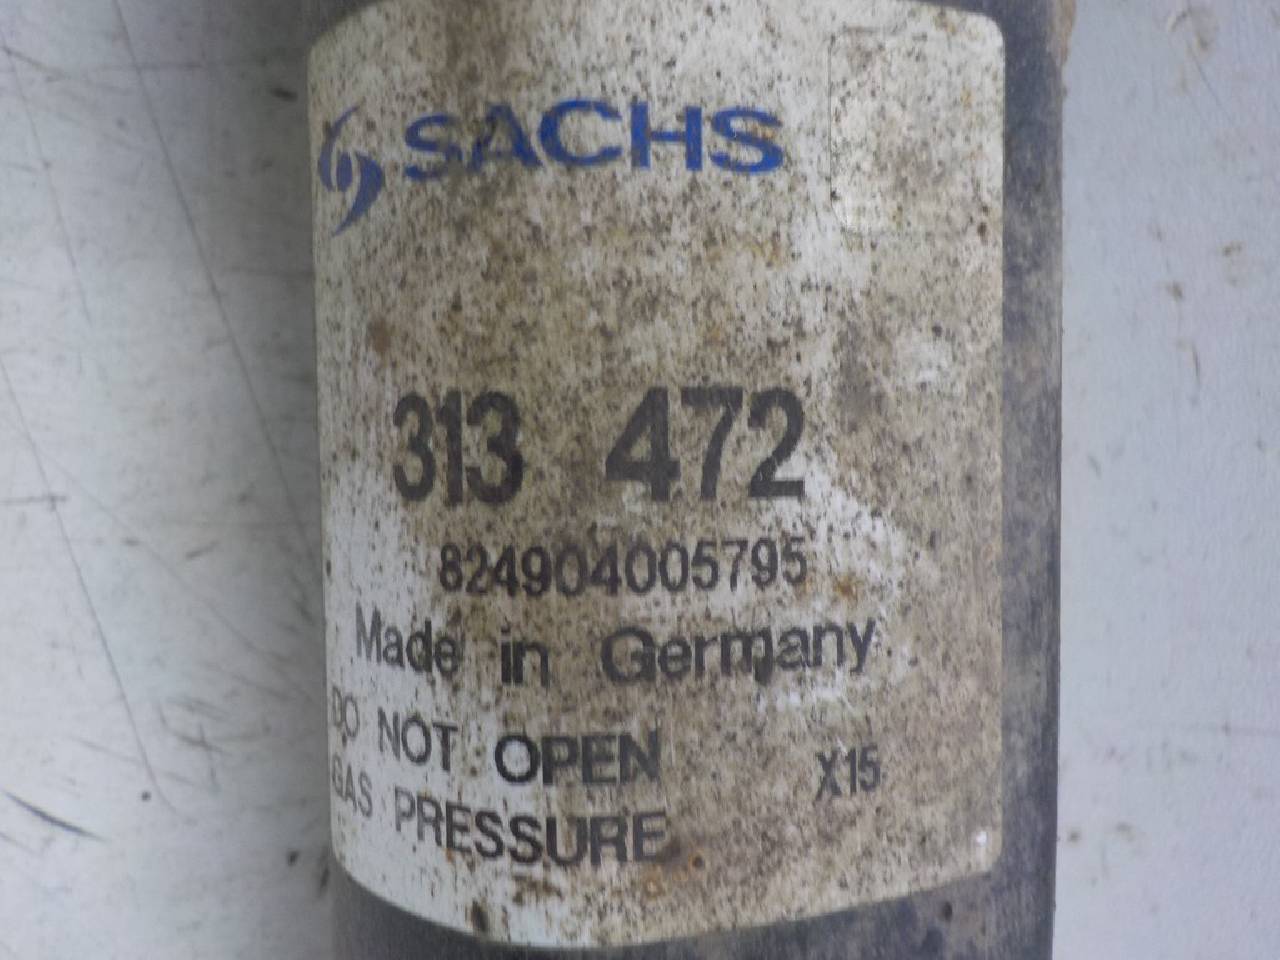 SACHS
313 472
824904005795
Made in Germany
DO NOT OPEN
X15
GAS PRESSURE